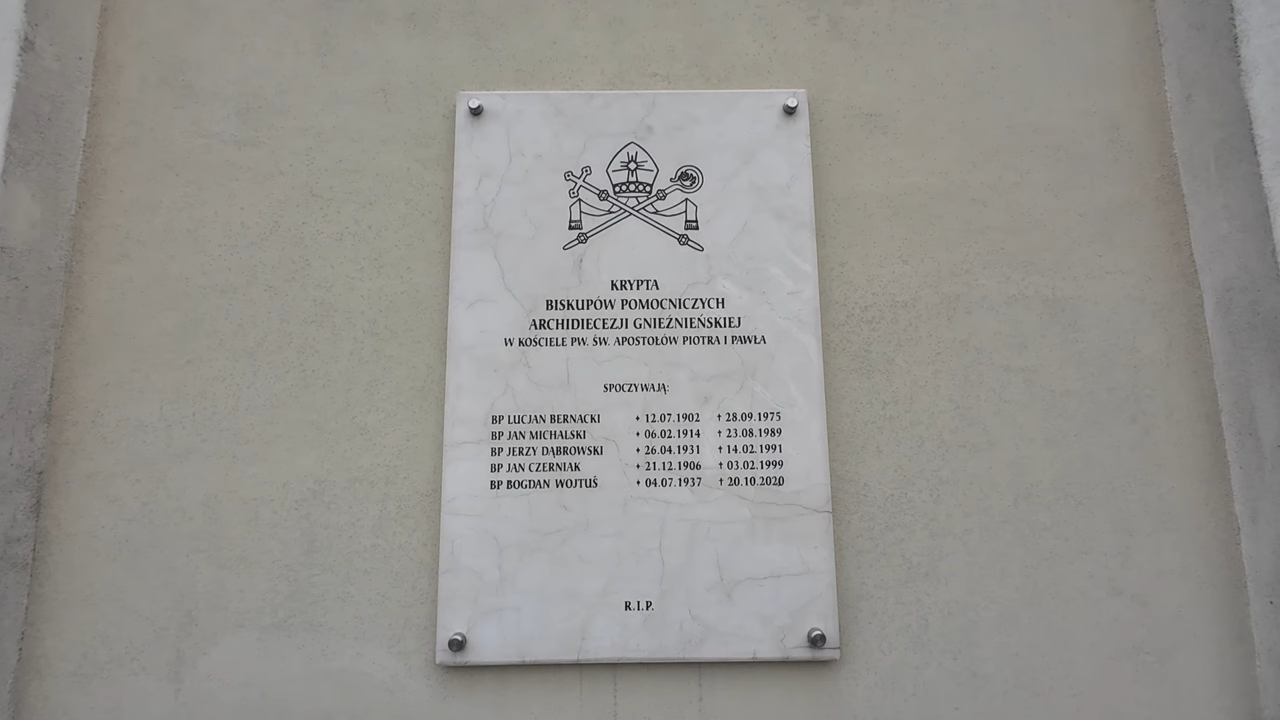 KRYPTA
BISKUPÓW POMOCNICZYCH
ARCHIDIECEZJI GNIEŹNIEŃSKIEJ
W KOŚCIELE PW. ŚW. APOSTOŁÓW PIOTRA I PAWŁA
SPOCZYWAJĄ:
BP LUCJAN BERNACKI ⬧ 12.07.1902 † 28.09.1975
BP JAN MICHALSKI ⬧ 06.02.1914 † 23.08.1989
BP JERZY DĄBROWSKI ⬧ 26.04.1931 † 14.02.1991
BP JAN CZERNIAK ⬧ 21.12.1906 † 03.02.1999
BP BOGDAN WOJTUŚ ⬧ 04.07.1937 † 20.10.2020
R.I.P.